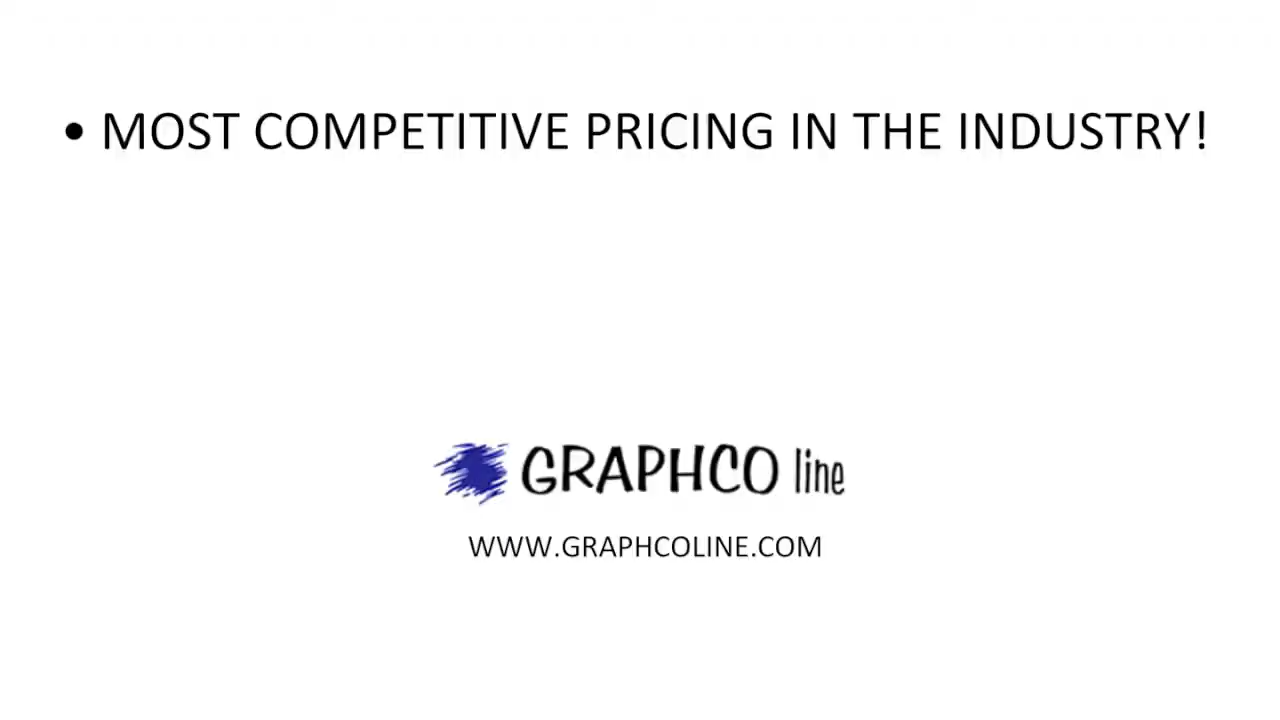 • MOST COMPETITIVE PRICING IN THE INDUSTRY!
GRAPHCO line
WWW.GRAPHCOLINE.COM